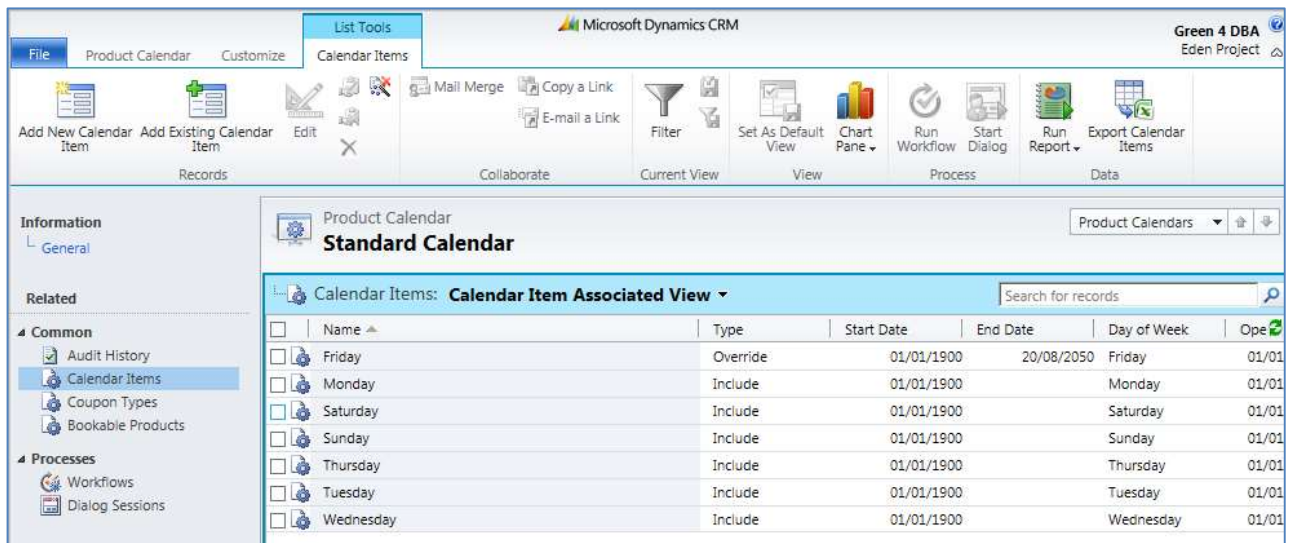 List Tools
Microsoft Dynamics CRM
Green 4 DBA
Eden Project
File Product Calendar Customize Calendar Items
Add New Calendar Item
Add Existing Calendar Item
Edit
Mail Merge Copy a Link
E-mail a Link
Filter
Set As Default View
Chart Pane
Run Workflow
Start Dialog
Run Report
Export Calendar Items
Records Collaborate Current View View Process Data
Information
General
Related
Common
Audit History
Calendar Items
Coupon Types
Bookable Products
Processes
Workflows
Dialog Sessions
Product Calendar
Standard Calendar
Product Calendars
Calendar Items: Calendar Item Associated View
Search for records
Name Type Start Date End Date Day of Week Ope
Friday Override 01/01/1900 20/08/2050 Friday 01/01
Monday Include 01/01/1900 Monday 01/01
Saturday Include 01/01/1900 Saturday 01/01
Sunday Include 01/01/1900 Sunday 01/01
Thursday Include 01/01/1900 Thursday 01/01
Tuesday Include 01/01/1900 Tuesday 01/01
Wednesday Include 01/01/1900 Wednesday 01/01